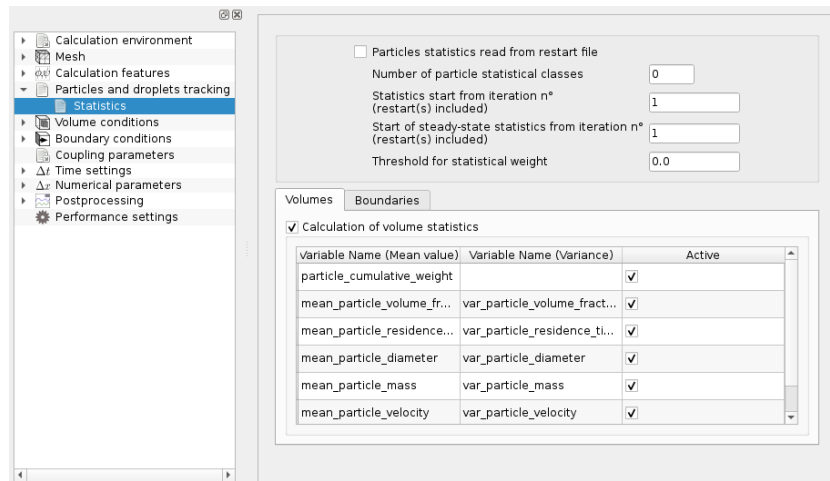 Calculation environment
Mesh
Calculation features
Particles and droplets tracking
Statistics
Volume conditions
Boundary conditions
Coupling parameters
Δt Time settings
Δx Numerical parameters
Postprocessing
Performance settings
Particles statistics read from restart file
Number of particle statistical classes 0
Statistics start from iteration n°
(restart(s) included) 1
Start of steady-state statistics from iteration n°
(restart(s) included) 1
Threshold for statistical weight 0.0
Volumes Boundaries
Calculation of volume statistics
Variable Name (Mean value) Variable Name (Variance) Active
particle_cumulative_weight
mean_particle_volume_fr... var_particle_volume_fract...
mean_particle_residence... var_particle_residence_ti...
mean_particle_diameter var_particle_diameter
mean_particle_mass var_particle_mass
mean_particle_velocity var_particle_velocity